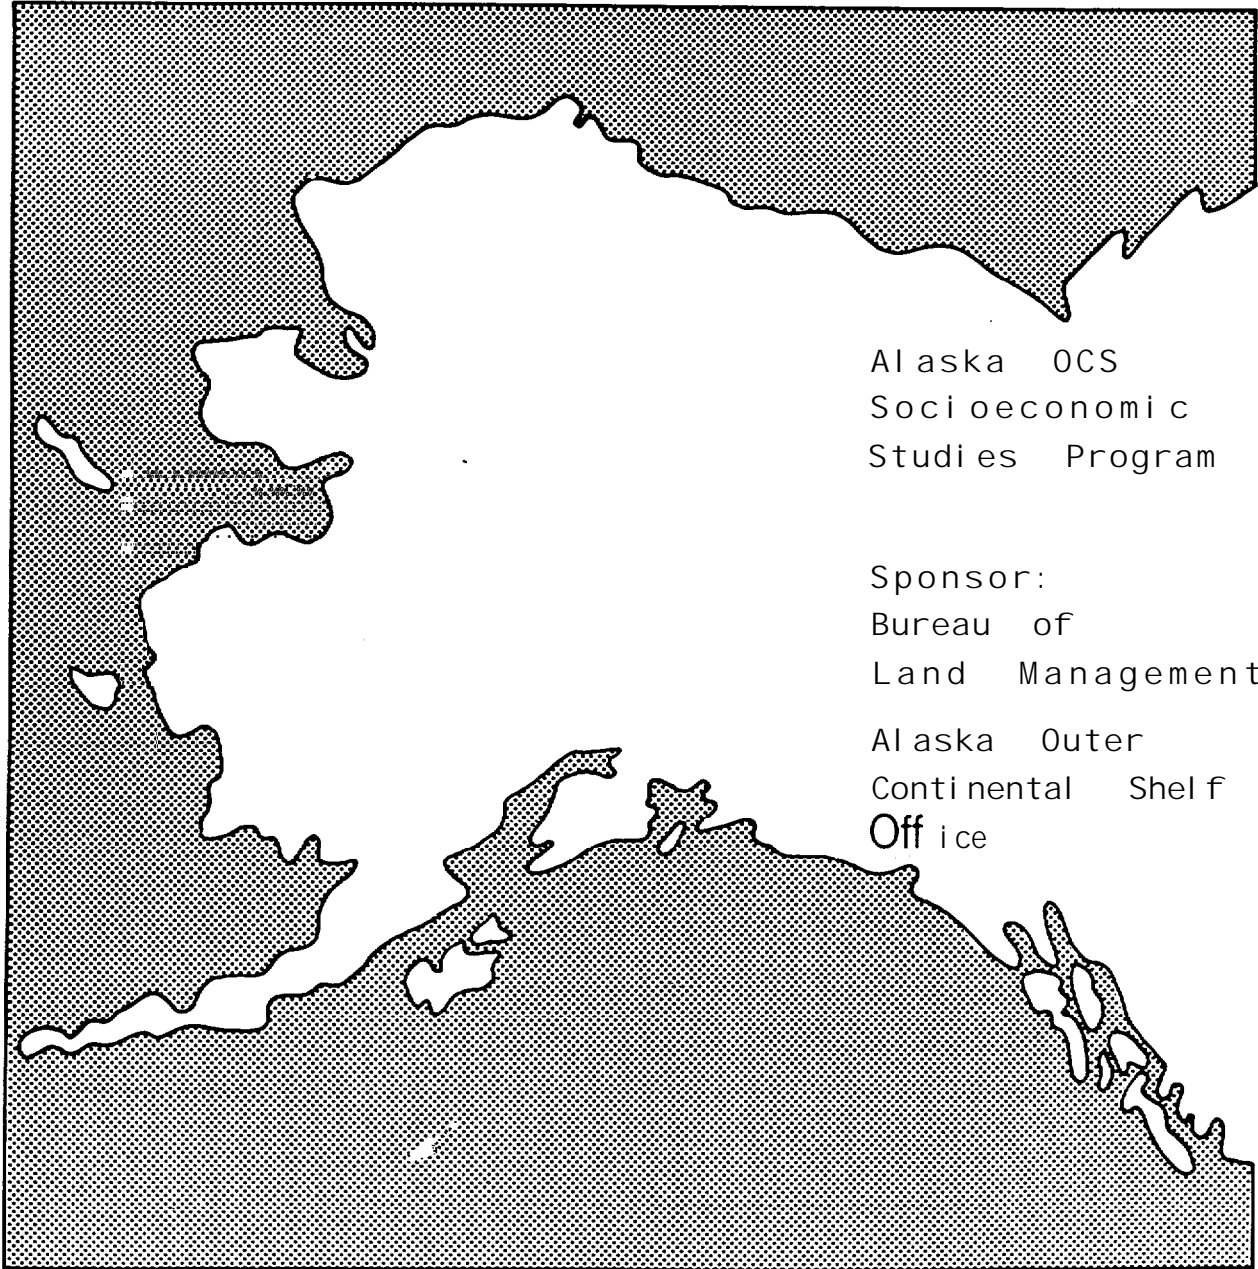 Alaska OCS
Socioeconomic
Studies Program
Sponsor:
Bureau of
Land Management
Alaska Outer
Continental Shelf
Office